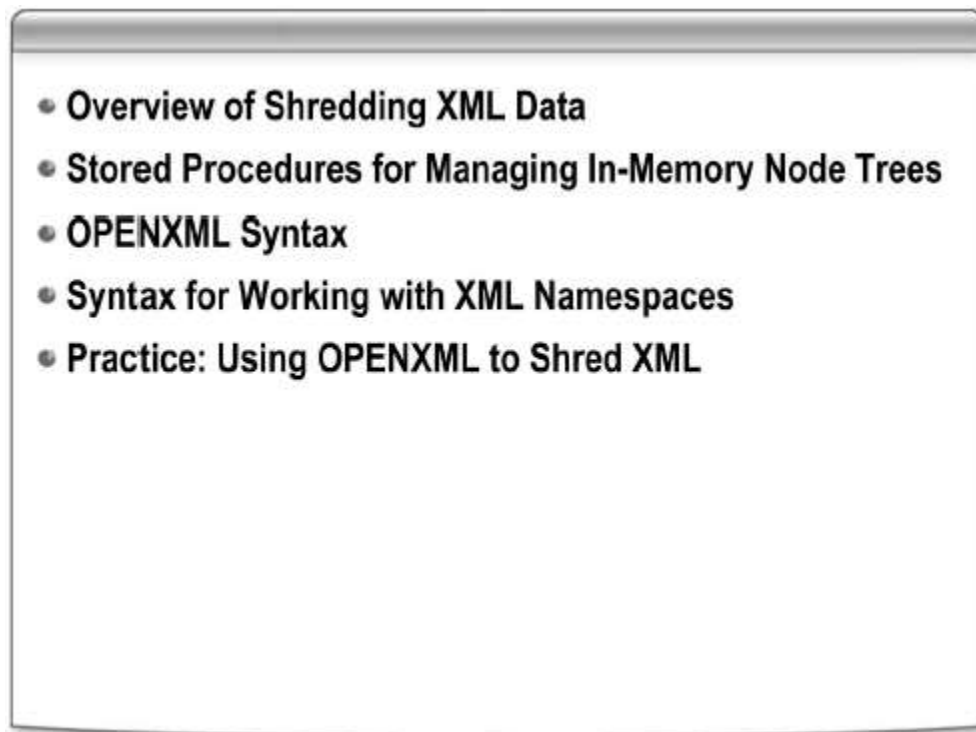 Overview of Shredding XML Data
Stored Procedures for Managing In-Memory Node Trees
OPENXML Syntax
Syntax for Working with XML Namespaces
Practice: Using OPENXML to Shred XML